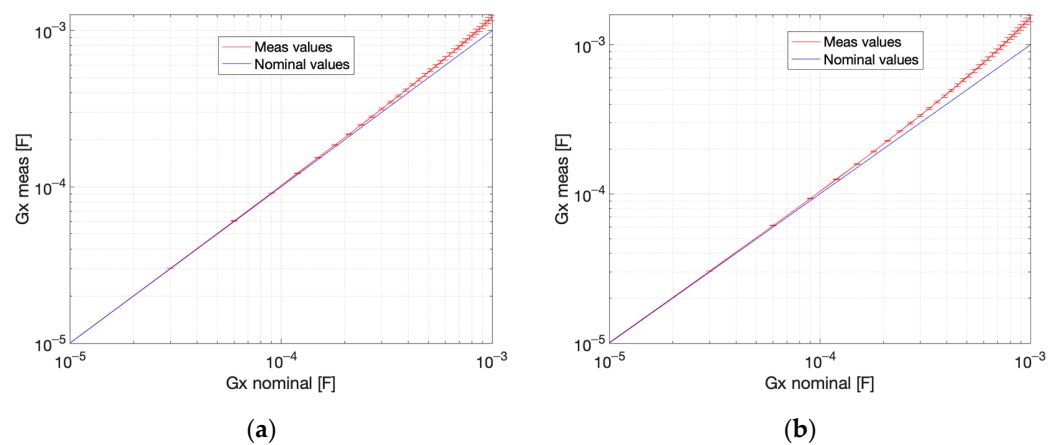 10⁻³
10⁻⁴
10⁻⁵
Gx meas [F]
Meas values
Nominal values
10⁻⁵
10⁻⁴
10⁻³
Gx nominal [F]
(a)
10⁻³
10⁻⁴
10⁻⁵
Gx meas [F]
Meas values
Nominal values
10⁻⁵
10⁻⁴
10⁻³
Gx nominal [F]
(b)